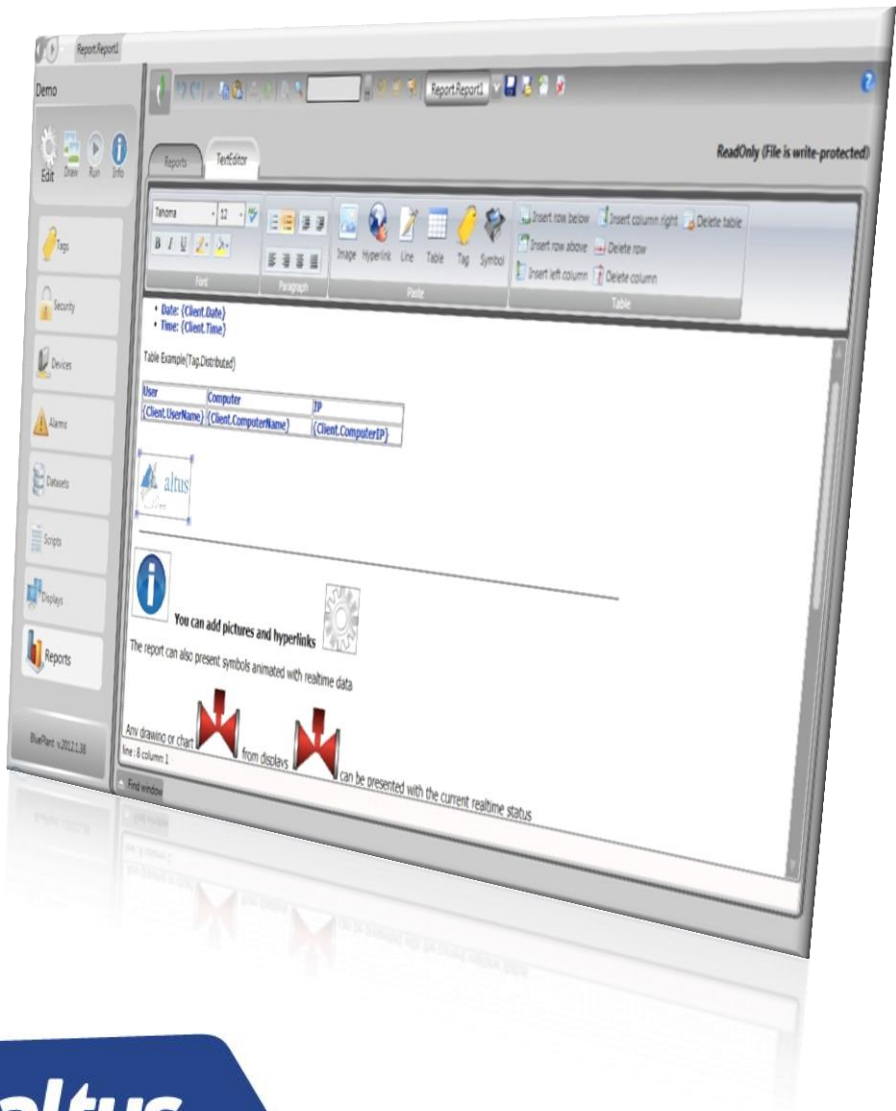 Report.Report1
Demo
Report.Report1
ReadOnly (File is write-protected)
Edit Draw Run Info
Reports TextEditor
Tahoma 12
B I U
Image Hyperlink Line Table Tag Symbol
Insert row below Insert column right Delete table
Insert row above Delete row
Insert left column Delete column
Font Paragraph Paste Table
Tags
Security
Devices
Alarms
Datasets
Scripts
Displays
Reports
BluePlant v.2012.1.38
• Date: {Client.Date}
• Time: {Client.Time}
Table Example(Tag.Distributed)
User Computer IP
{Client.UserName} {Client.ComputerName} {Client.ComputerIP}
altus
You can add pictures and hyperlinks
The report can also present symbols animated with realtime data
Any drawing or chart from displays can be presented with the current realtime status
line : 8 column: 1
Find window
altus